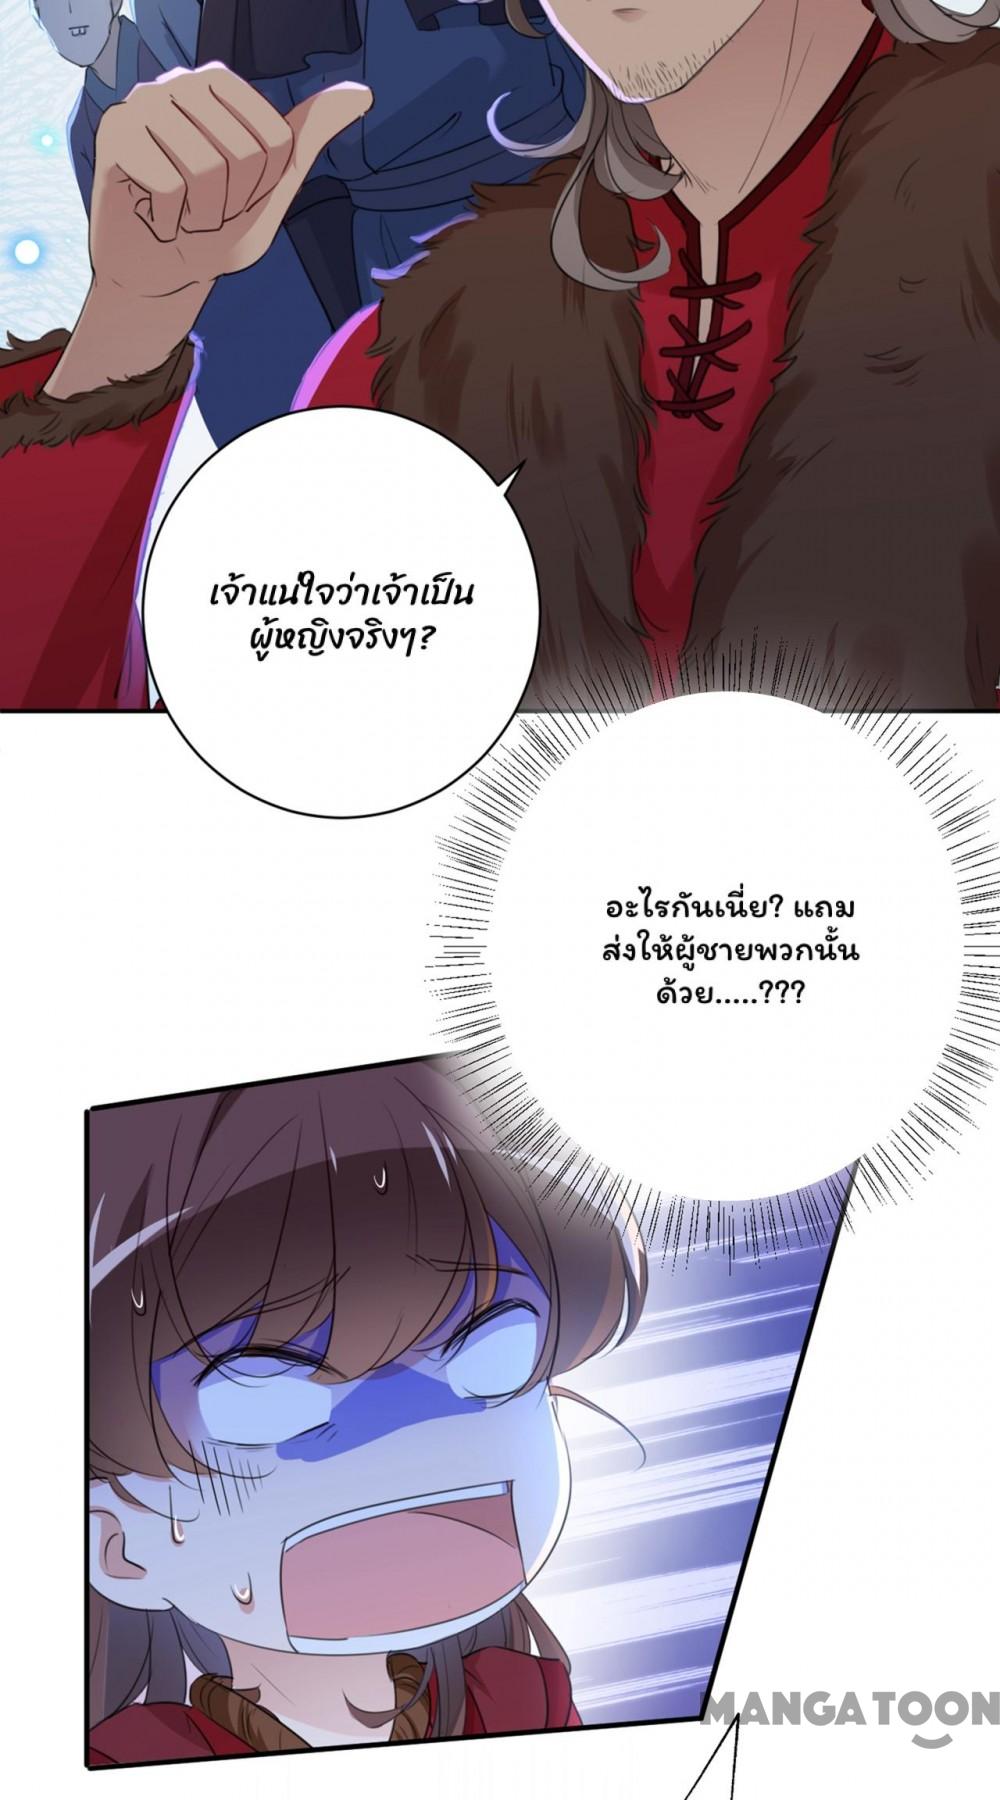 เจ้าแน่ใจว่าเจ้าเป็น
ผู้หญิงจริงๆ?
อะไรกันเนี่ย? แถม
ส่งให้ผู้ชายพวกนั้น
ด้วย.....???
MANGATOON